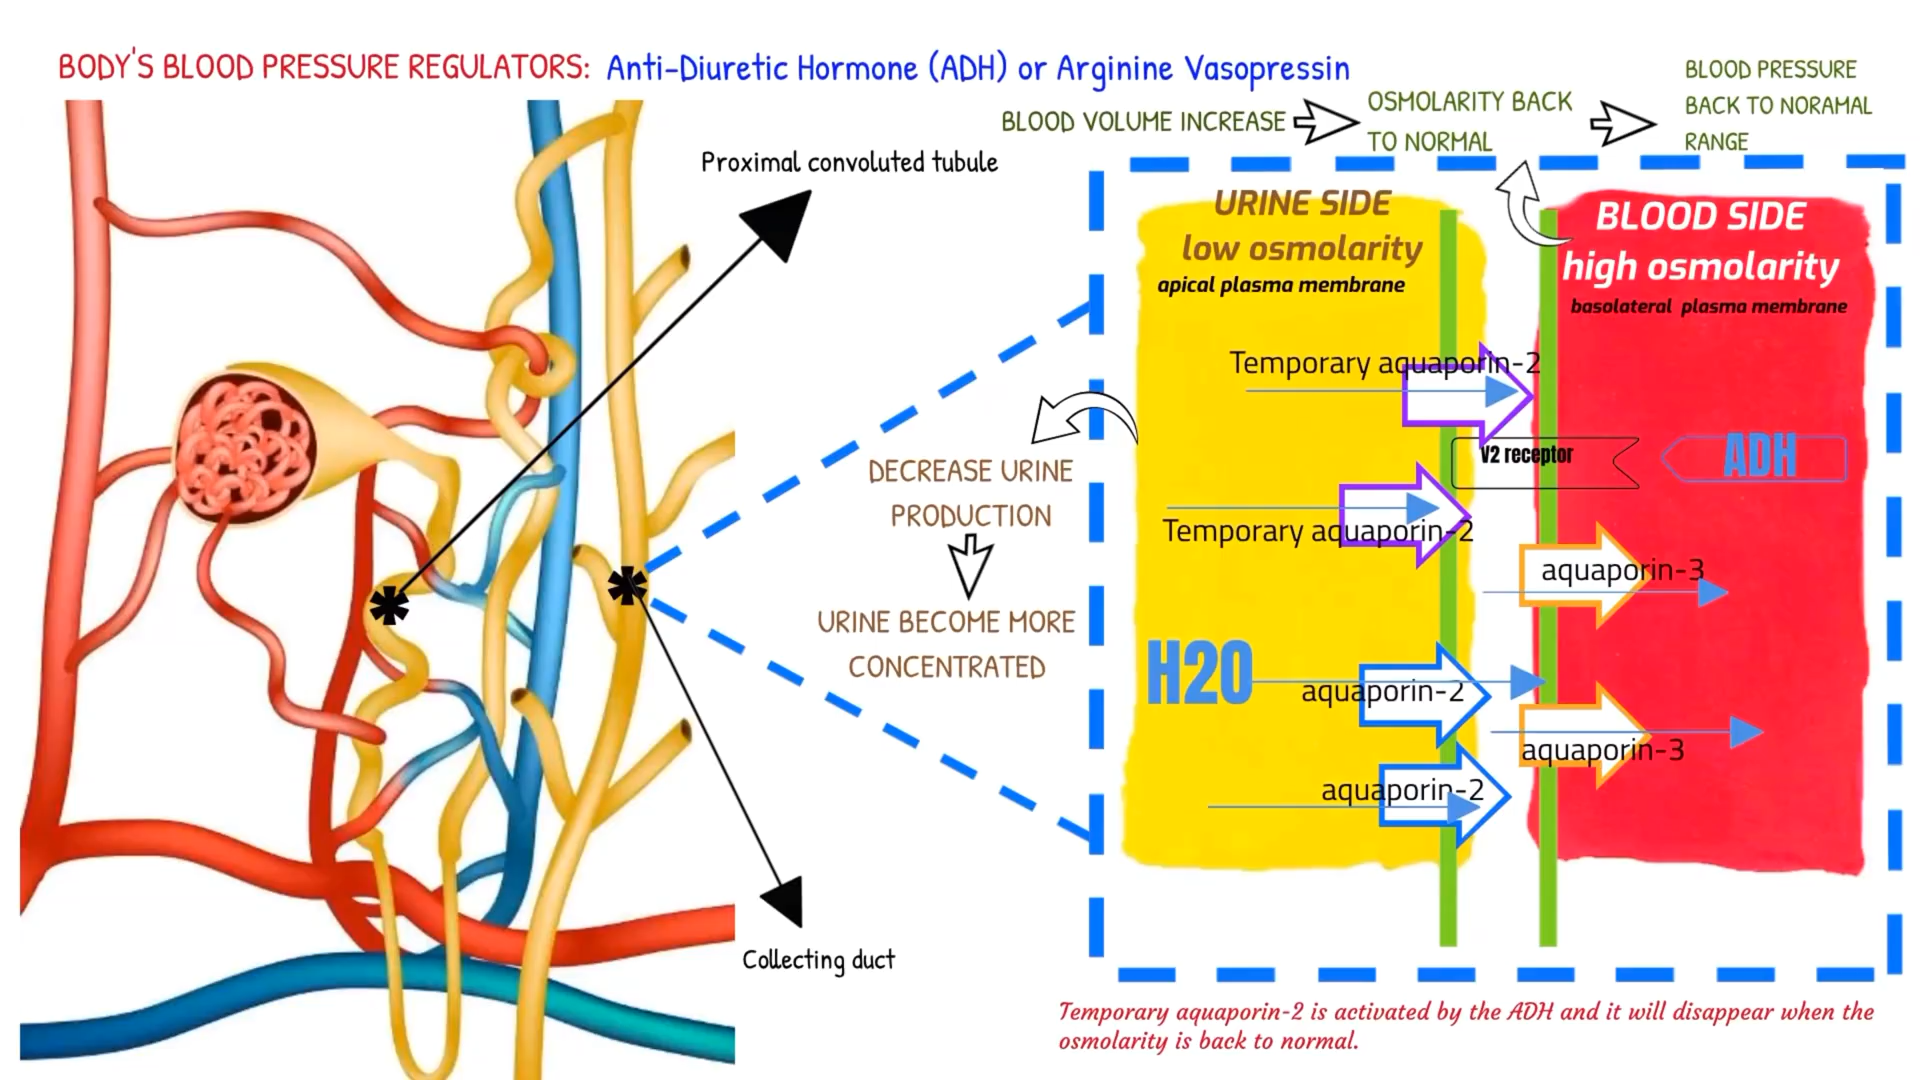 BODY'S BLOOD PRESSURE REGULATORS: Anti-Diuretic Hormone (ADH) or Arginine Vasopressin
BLOOD VOLUME INCREASE
OSMOLARITY BACK
TO NORMAL
BLOOD PRESSURE
BACK TO NORAMAL
RANGE
Proximal convoluted tubule
URINE SIDE
low osmolarity
apical plasma membrane
BLOOD SIDE
high osmolarity
basolateral plasma membrane
Temporary aquaporin-2
V2 receptor
ADH
Temporary aquaporin-2
aquaporin-3
H20
aquaporin-2
aquaporin-3
aquaporin-2
DECREASE URINE
PRODUCTION
URINE BECOME MORE
CONCENTRATED
Collecting duct
Temporary aquaporin-2 is activated by the ADH and it will disappear when the
osmolarity is back to normal.